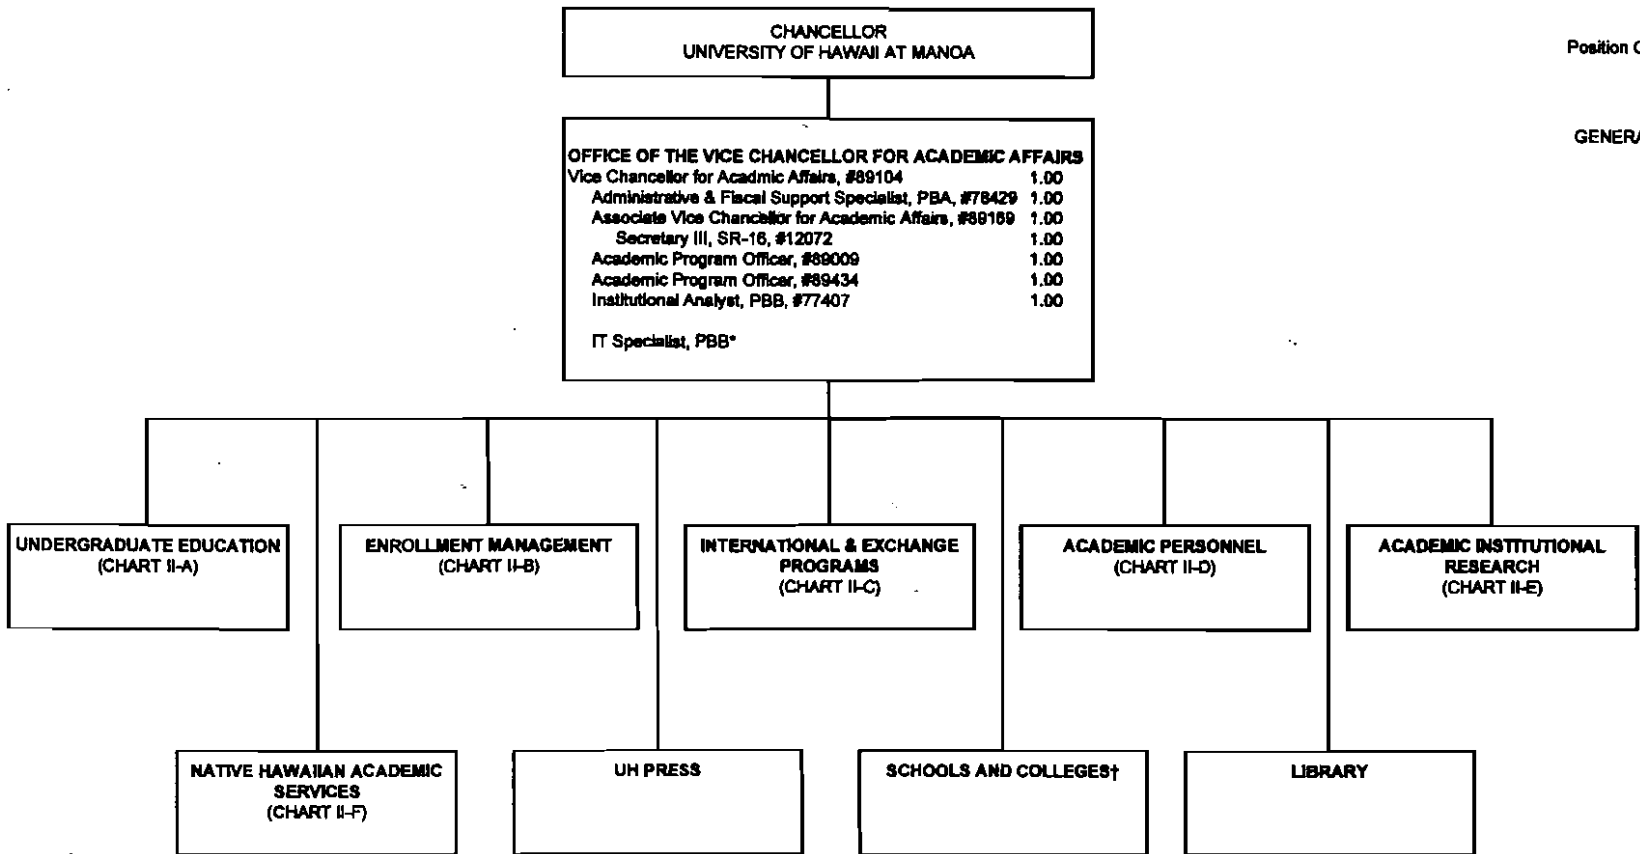 CHANCELLOR
UNIVERSITY OF HAWAII AT MANOA
Position
GENERA
OFFICE OF THE VICE CHANCELLOR FOR ACADEMIC AFFAIRS
Vice Chancellor for Acadmic Affairs, #89104 1.00
Administrative & Fiscal Support Specialist, PBA, #78429 1.00
Associate Vice Chancellor for Academic Affairs, #89169 1.00
Secretary III, SR-16, #12072 1.00
Academic Program Officer, #89009 1.00
Academic Program Officer, #89434 1.00
Institutional Analyst, PBB, #77407 1.00
IT Specialist, PBB*
UNDERGRADUATE EDUCATION
(CHART II-A)
ENROLLMENT MANAGEMENT
(CHART II-B)
INTERNATIONAL & EXCHANGE
PROGRAMS
(CHART II-C)
ACADEMIC PERSONNEL
(CHART II-D)
ACADEMIC INSTITUTIONAL
RESEARCH
(CHART II-E)
NATIVE HAWAIIAN ACADEMIC
SERVICES
(CHART II-F)
UH PRESS
SCHOOLS AND COLLEGES†
LIBRARY